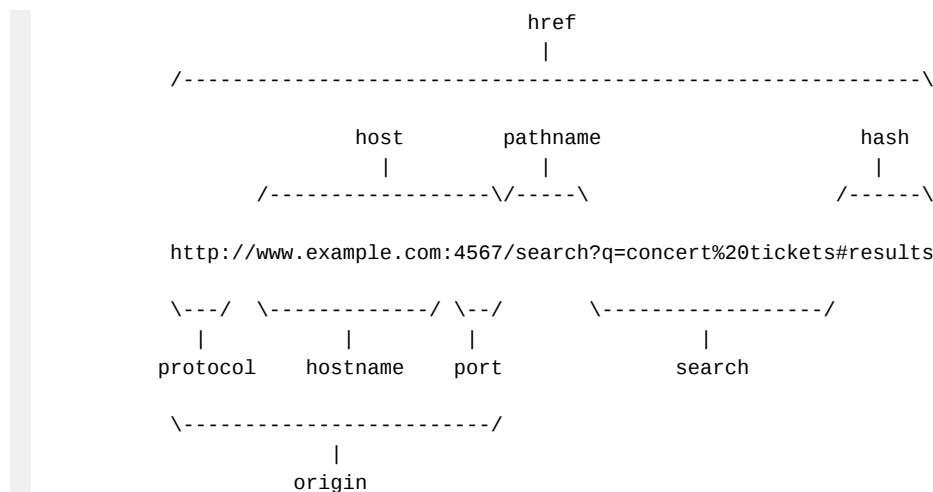 href
|
/------------------------------------------------------------\
host pathname hash
| | |
/------------------\/-----\ /------\
http://www.example.com:4567/search?q=concert%20tickets#results
\---/ \-------------/ \--/ \------------------/
| | | |
protocol hostname port search
\-------------------------/
|
origin